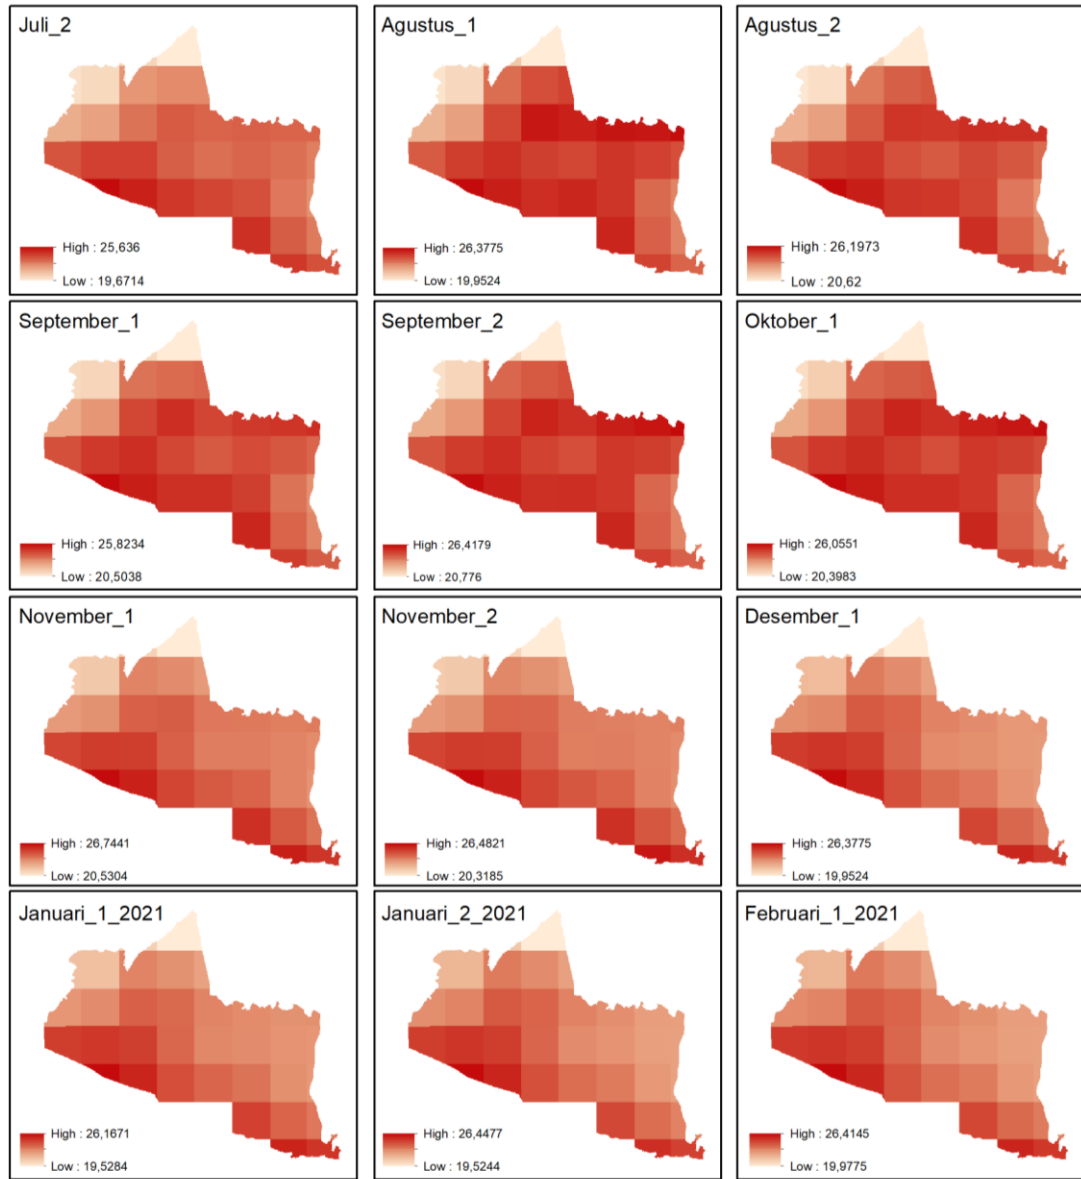 Juli_2
High : 25,636
Low : 19,6714
Agustus_1
High : 26,3775
Low : 19,9524
Agustus_2
High : 26,1973
Low : 20,62
September_1
High : 25,8234
Low : 20,5038
September_2
High : 26,4179
Low : 20,776
Oktober_1
High : 26,0551
Low : 20,3983
November_1
High : 26,7441
Low : 20,5304
November_2
High : 26,4821
Low : 20,3185
Desember_1
High : 26,3775
Low : 19,9524
Januari_1_2021
High : 26,1671
Low : 19,5284
Januari_2_2021
High : 26,4477
Low : 19,5244
Februari_1_2021
High : 26,4145
Low : 19,9775